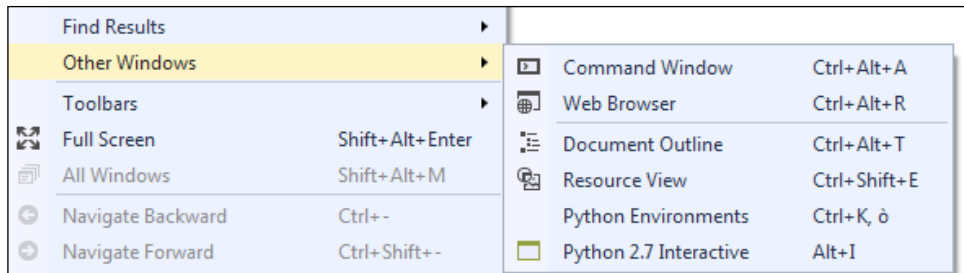 Find Results
Other Windows
Toolbars
Full Screen Shift+Alt+Enter
All Windows Shift+Alt+M
Navigate Backward Ctrl+-
Navigate Forward Ctrl+Shift+-
Command Window Ctrl+Alt+A
Web Browser Ctrl+Alt+R
Document Outline Ctrl+Alt+T
Resource View Ctrl+Shift+E
Python Environments Ctrl+K, ò
Python 2.7 Interactive Alt+I